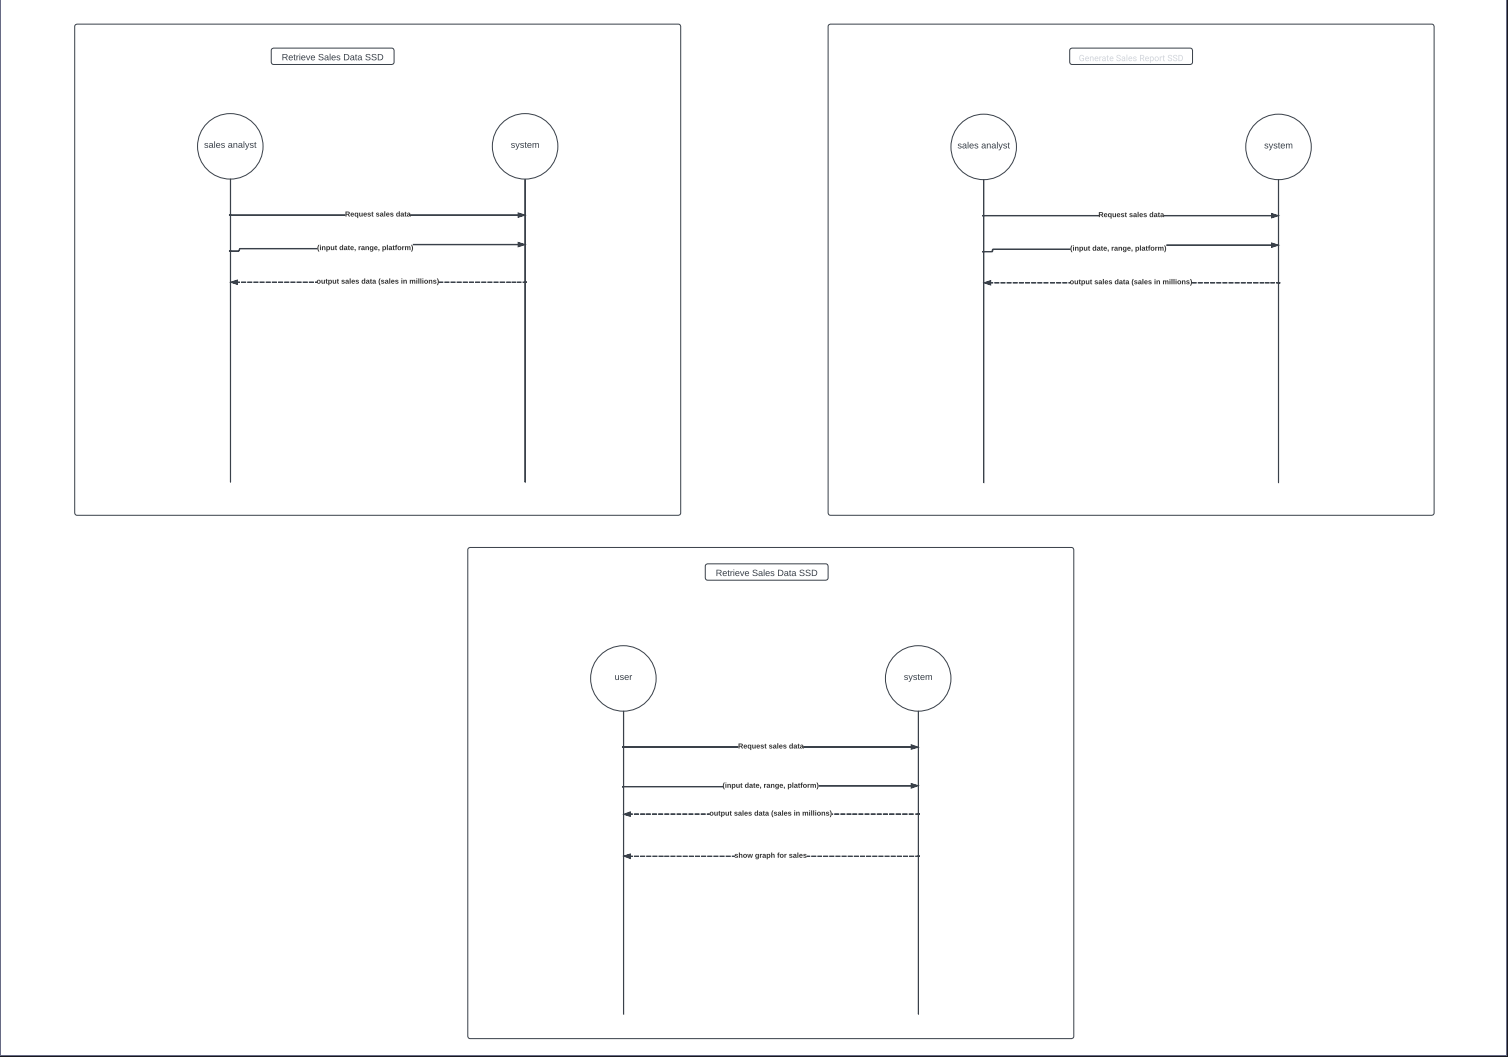 Retrieve Sales Data SSD
sales analyst
system
Request sales data
(input date, range, platform)
output sales data (sales in millions)
Generate Sales Report SSD
sales analyst
system
Request sales data
(input date, range, platform)
output sales data (sales in millions)
Retrieve Sales Data SSD
user
system
Request sales data
(input date, range, platform)
output sales data (sales in millions)
show graph for sales